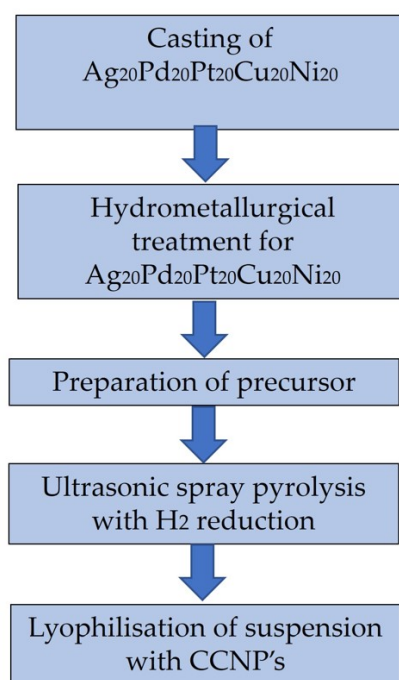 Casting of
Ag₂₀Pd₂₀Pt₂₀Cu₂₀Ni₂₀
Hydrometallurgical
treatment for
Ag₂₀Pd₂₀Pt₂₀Cu₂₀Ni₂₀
Preparation of precursor
Ultrasonic spray pyrolysis
with H₂ reduction
Lyophilisation of suspension
with CCNP's